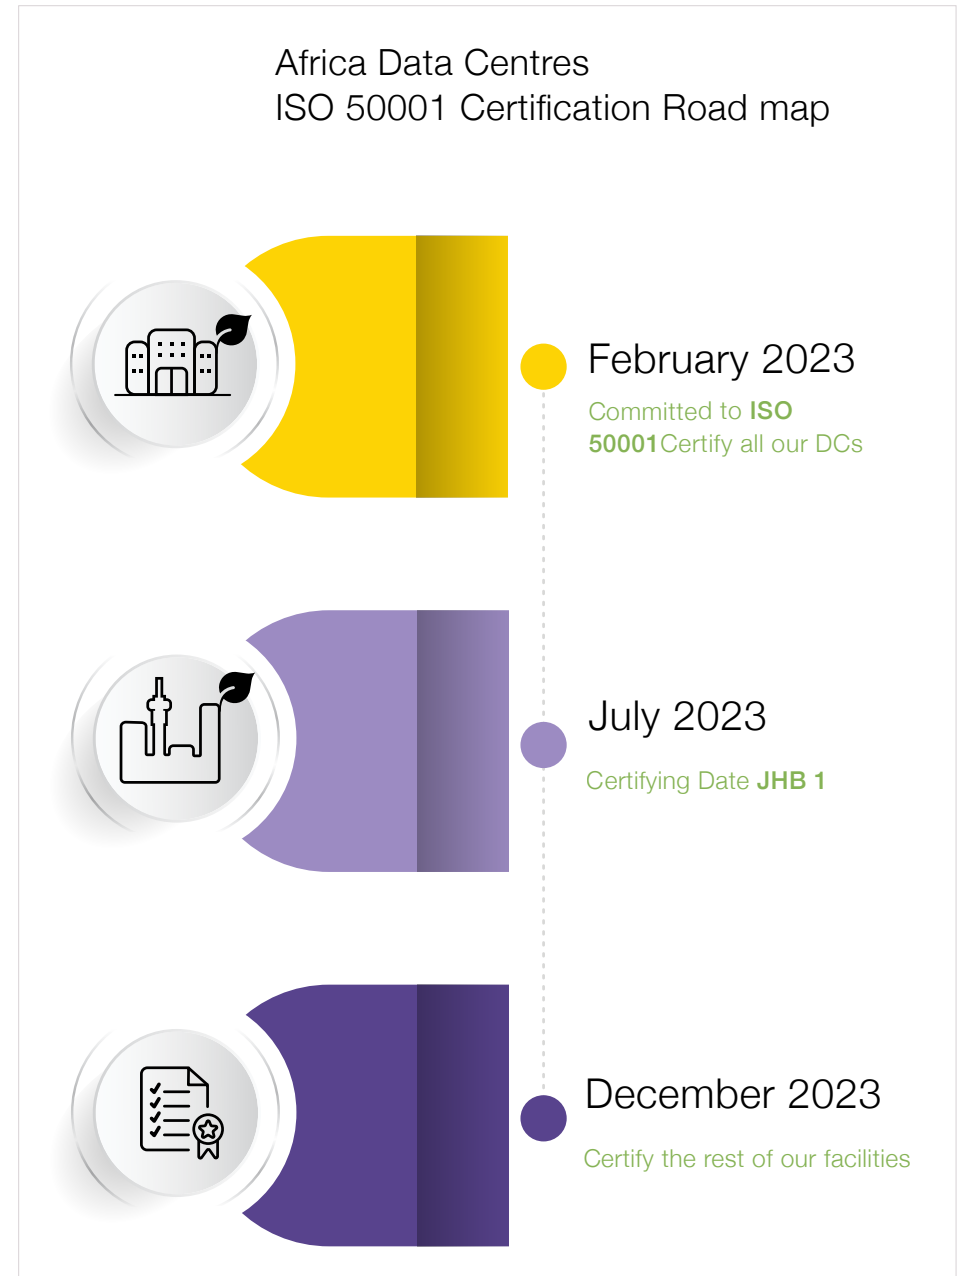 Africa Data Centres
ISO 50001 Certification Road map
February 2023
Committed to ISO
50001Certify all our DCs
July 2023
Certifying Date JHB 1
December 2023
Certify the rest of our facilities